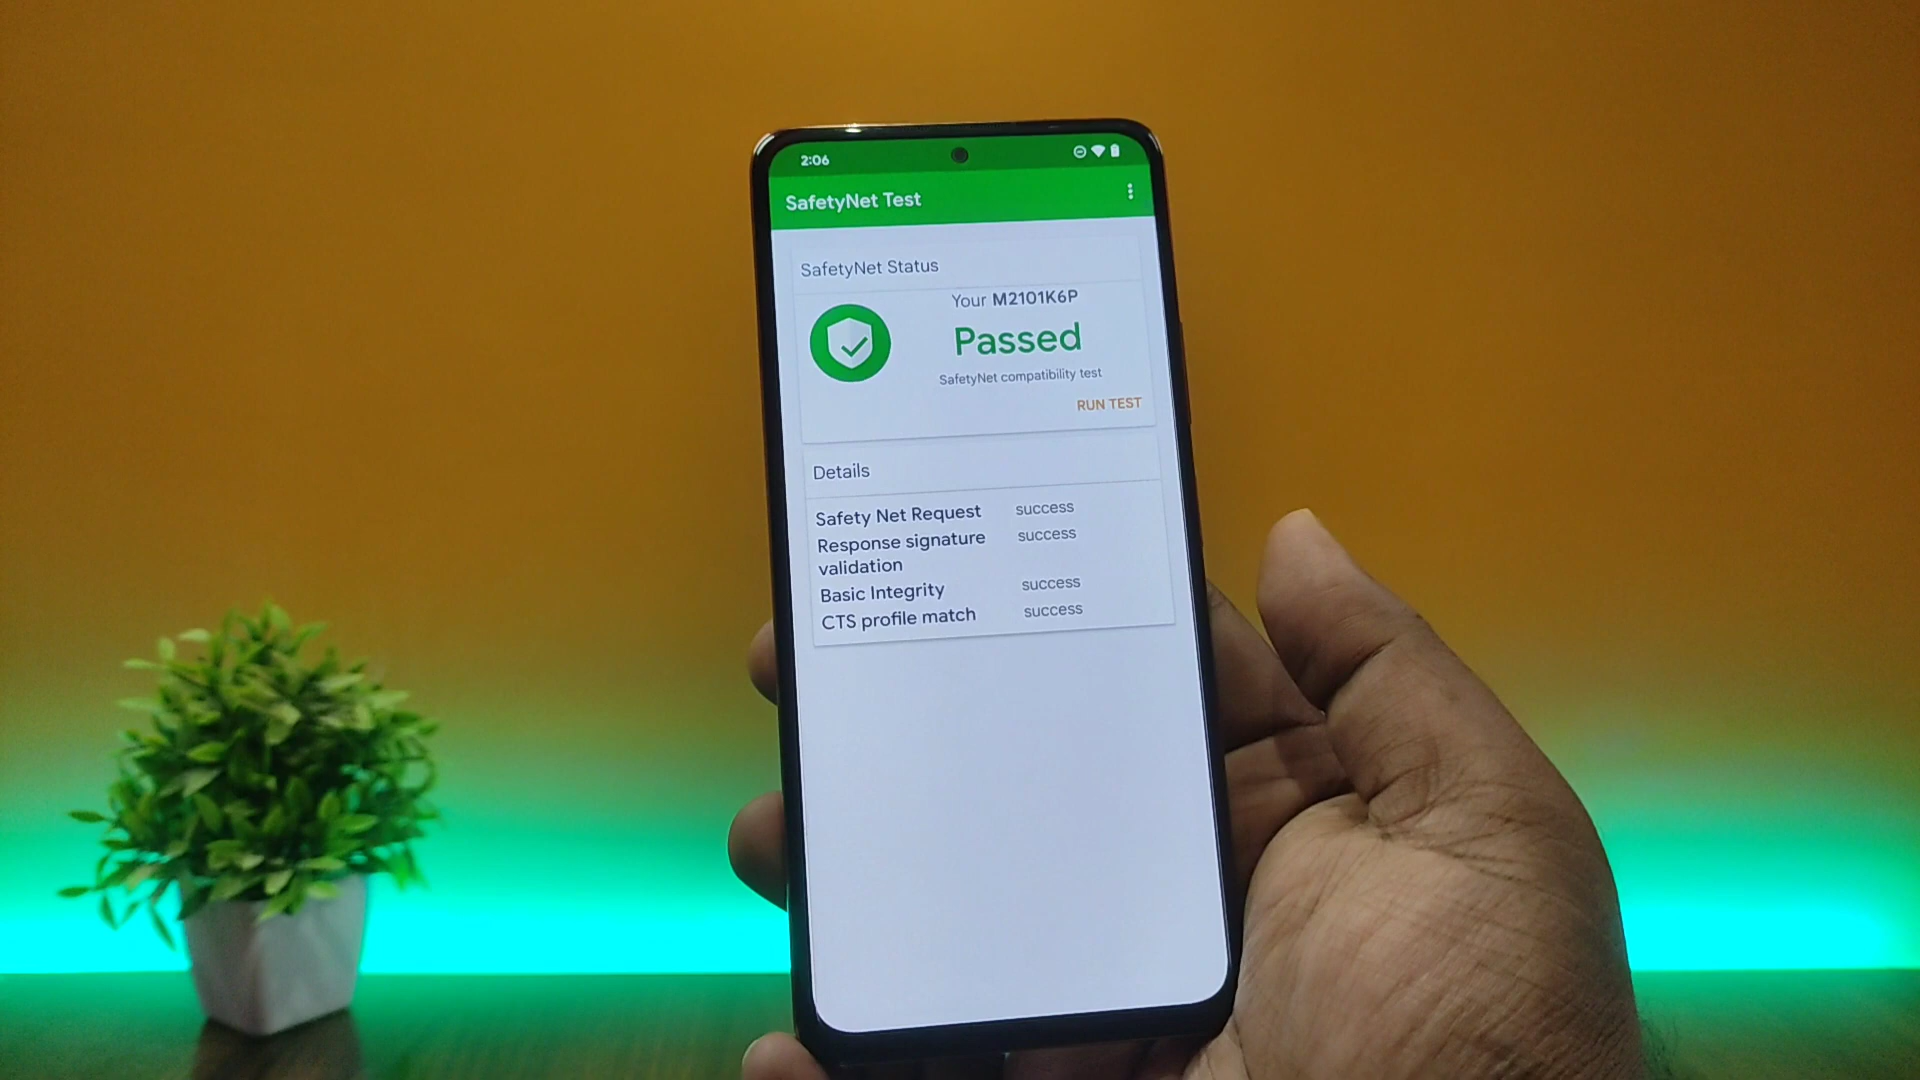 2:06
SafetyNet Test
SafetyNet Status
Your M2101K6P
Passed
SafetyNet compatibility test
RUN TEST
Details
Safety Net Request success
Response signature success
validation
Basic Integrity success
CTS profile match success